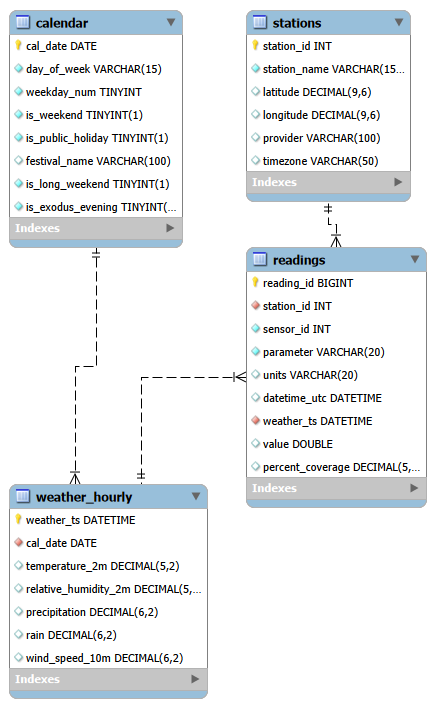 calendar
cal_date DATE
day_of_week VARCHAR(15)
weekday_num TINYINT
is_weekend TINYINT(1)
is_public_holiday TINYINT(1)
festival_name VARCHAR(100)
is_long_weekend TINYINT(1)
is_exodus_evening TINYINT(...
Indexes
stations
station_id INT
station_name VARCHAR(15...
latitude DECIMAL(9,6)
longitude DECIMAL(9,6)
provider VARCHAR(100)
timezone VARCHAR(50)
Indexes
readings
reading_id BIGINT
station_id INT
sensor_id INT
parameter VARCHAR(20)
units VARCHAR(20)
datetime_utc DATETIME
weather_ts DATETIME
value DOUBLE
percent_coverage DECIMAL(5,...
Indexes
weather_hourly
weather_ts DATETIME
cal_date DATE
temperature_2m DECIMAL(5,2)
relative_humidity_2m DECIMAL(5,...
precipitation DECIMAL(6,2)
rain DECIMAL(6,2)
wind_speed_10m DECIMAL(6,2)
Indexes